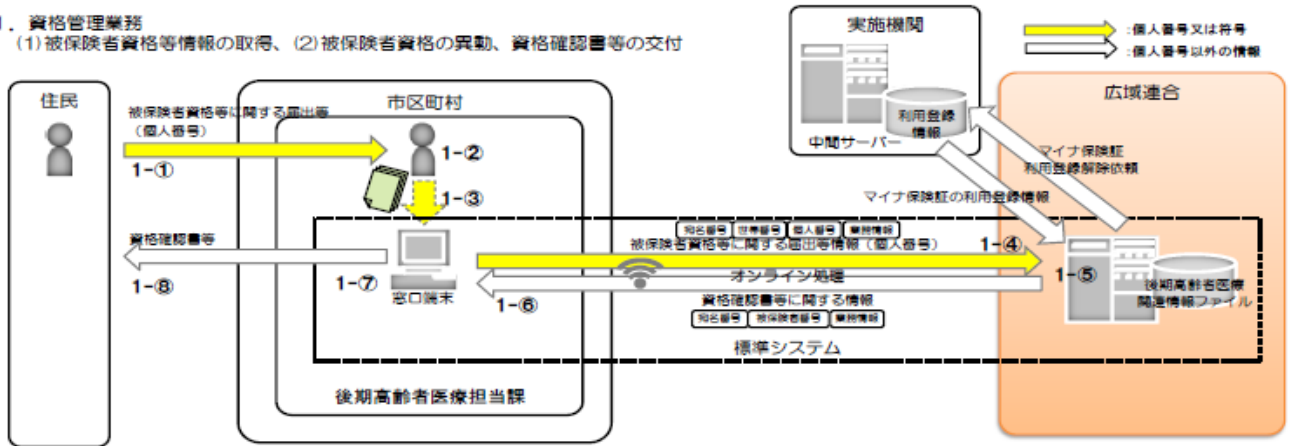 ．資格管理業務
(1)被保険者資格等情報の取得、(2)被保険者資格の異動、資格確認書等の交付
実施機関
：個人番号又は符号
：個人番号以外の情報
住民
市区町村
広域連合
被保険者資格等に関する届出等
（個人番号）
利用登録
情報
中間サーバー
1-①
1-②
1-③
マイナ保険証
利用登録解除依頼
マイナ保険証の利用登録情報
宛名番号 世帯番号 個人番号 業務情報
被保険者資格等に関する届出等情報（個人番号）
1-④
資格確認書等
オンライン処理
1-⑤
1-⑦
窓口端末
1-⑥
後期高齢者医療
関連情報ファイル
1-⑧
資格確認書等に関する情報
宛名番号 被保険者番号 業務情報
標準システム
後期高齢者医療担当課